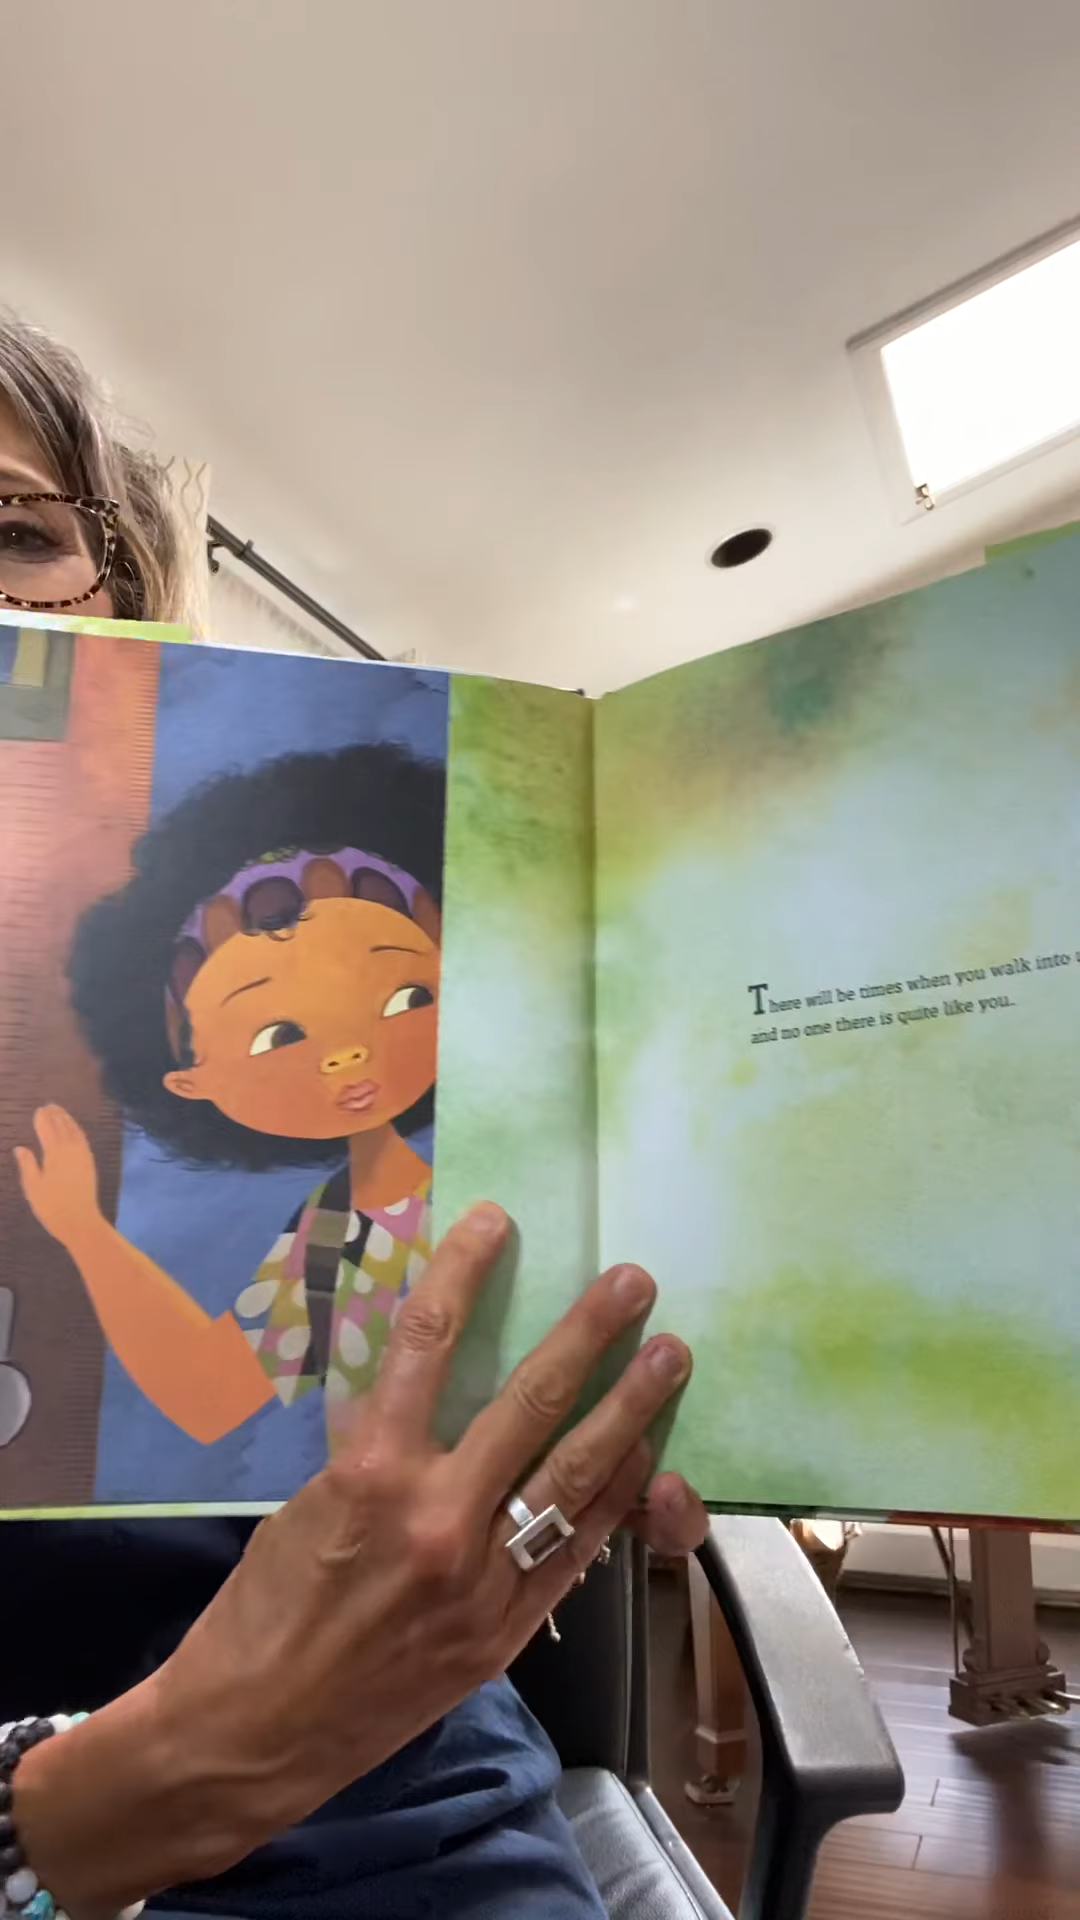 There will be times when you walk into
and no one there is quite like you.